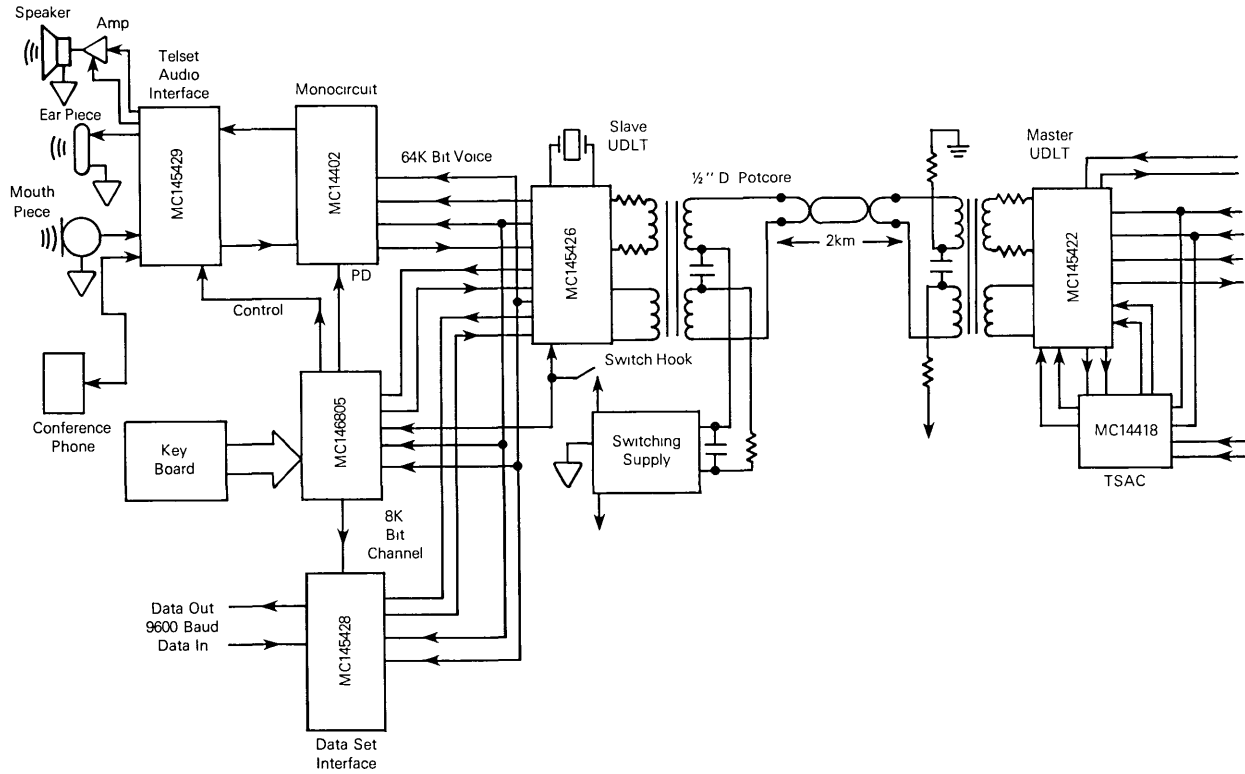 Speaker
Amp
Telset
Audio
Interface
Monocircuit
Ear Piece
MC145429
MC14402
64K Bit Voice
Slave
UDLT
½" D Potcore
Master
UDLT
Mouth
Piece
MC145426
2km
MC145422
PD
Control
Switch Hook
Conference
Phone
Key
Board
MC146805
Switching
Supply
MC14418
TSAC
8K
Bit
Channel
Data Out
9600 Baud
Data In
MC145428
Data Set
Interface